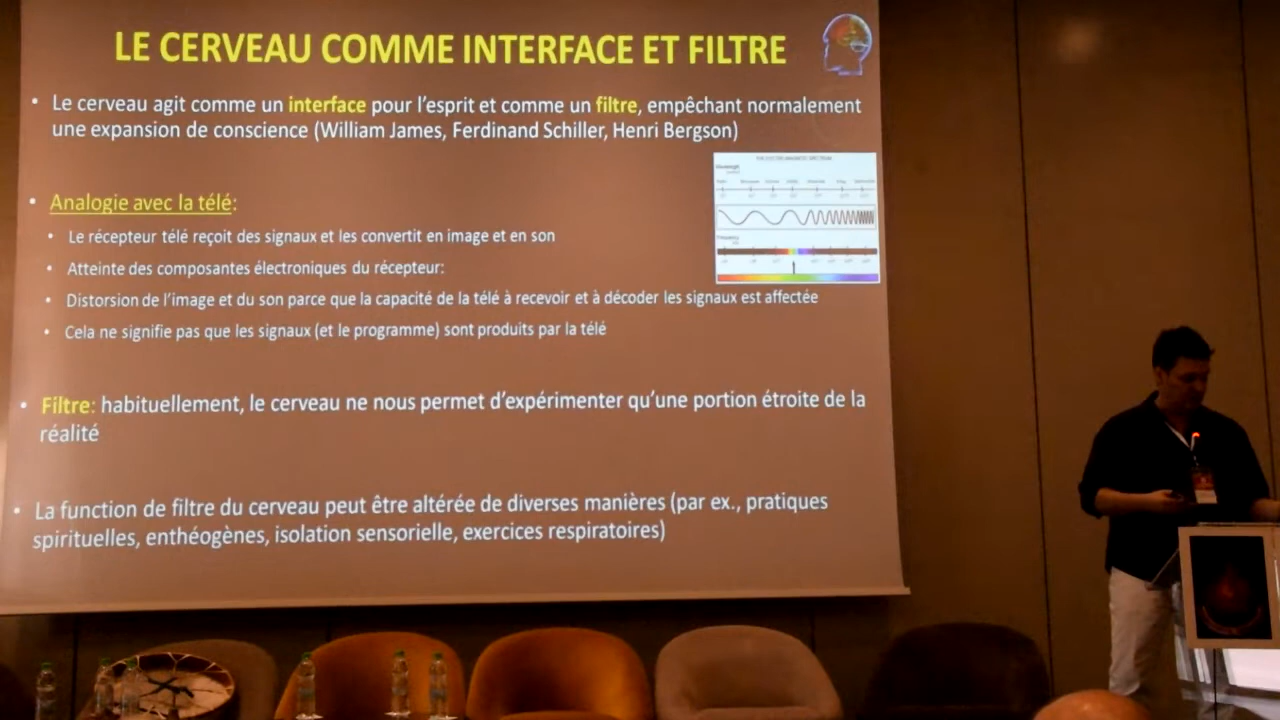 LE CERVEAU COMME INTERFACE ET FILTRE
• Le cerveau agit comme un interface pour l'esprit et comme un filtre, empêchant normalement
une expansion de conscience (William James, Ferdinand Schiller, Henri Bergson)
THE ELECTROMAGNETIC SPECTRUM
Wavelength
• Analogie avec la télé:
• Le récepteur télé reçoit des signaux et les convertit en image et en son
Frequency
• Atteinte des composantes électroniques du récepteur:
• Distorsion de l'image et du son parce que la capacité de la télé à recevoir et à décoder les signaux est affectée
• Cela ne signifie pas que les signaux (et le programme) sont produits par la télé
• Filtre: habituellement, le cerveau ne nous permet d'expérimenter qu'une portion étroite de la
réalité
• La function de filtre du cerveau peut être altérée de diverses manières (par ex., pratiques
spirituelles, enthéogènes, isolation sensorielle, exercices respiratoires)